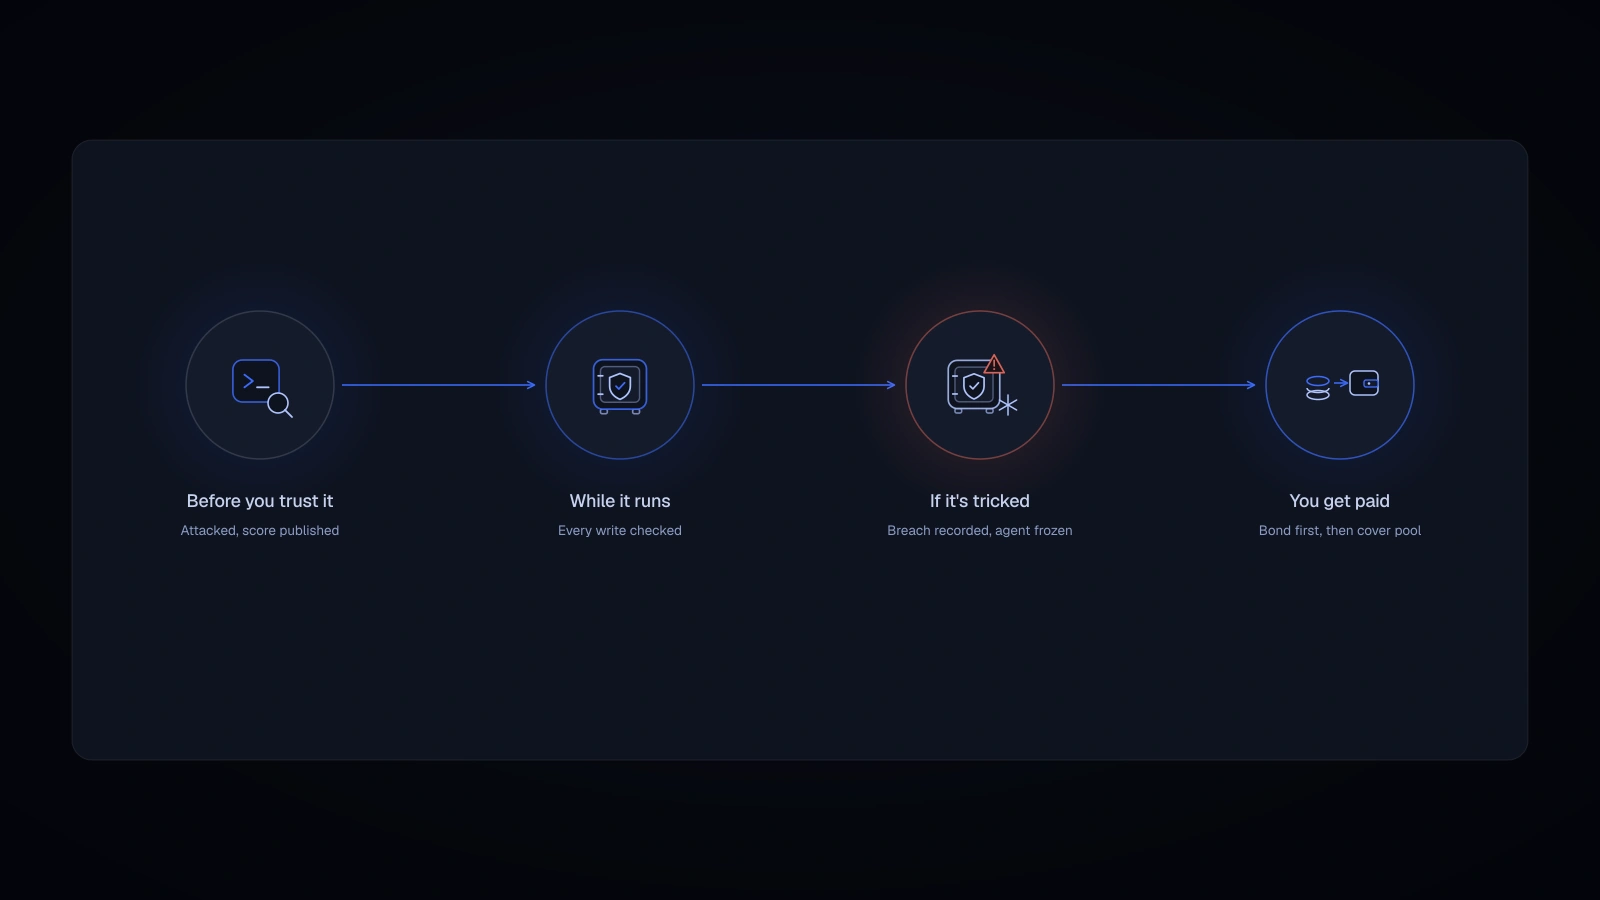 Before you trust it
Attacked, score published
While it runs
Every write checked
If it's tricked
Breach recorded, agent frozen
You get paid
Bond first, then cover pool